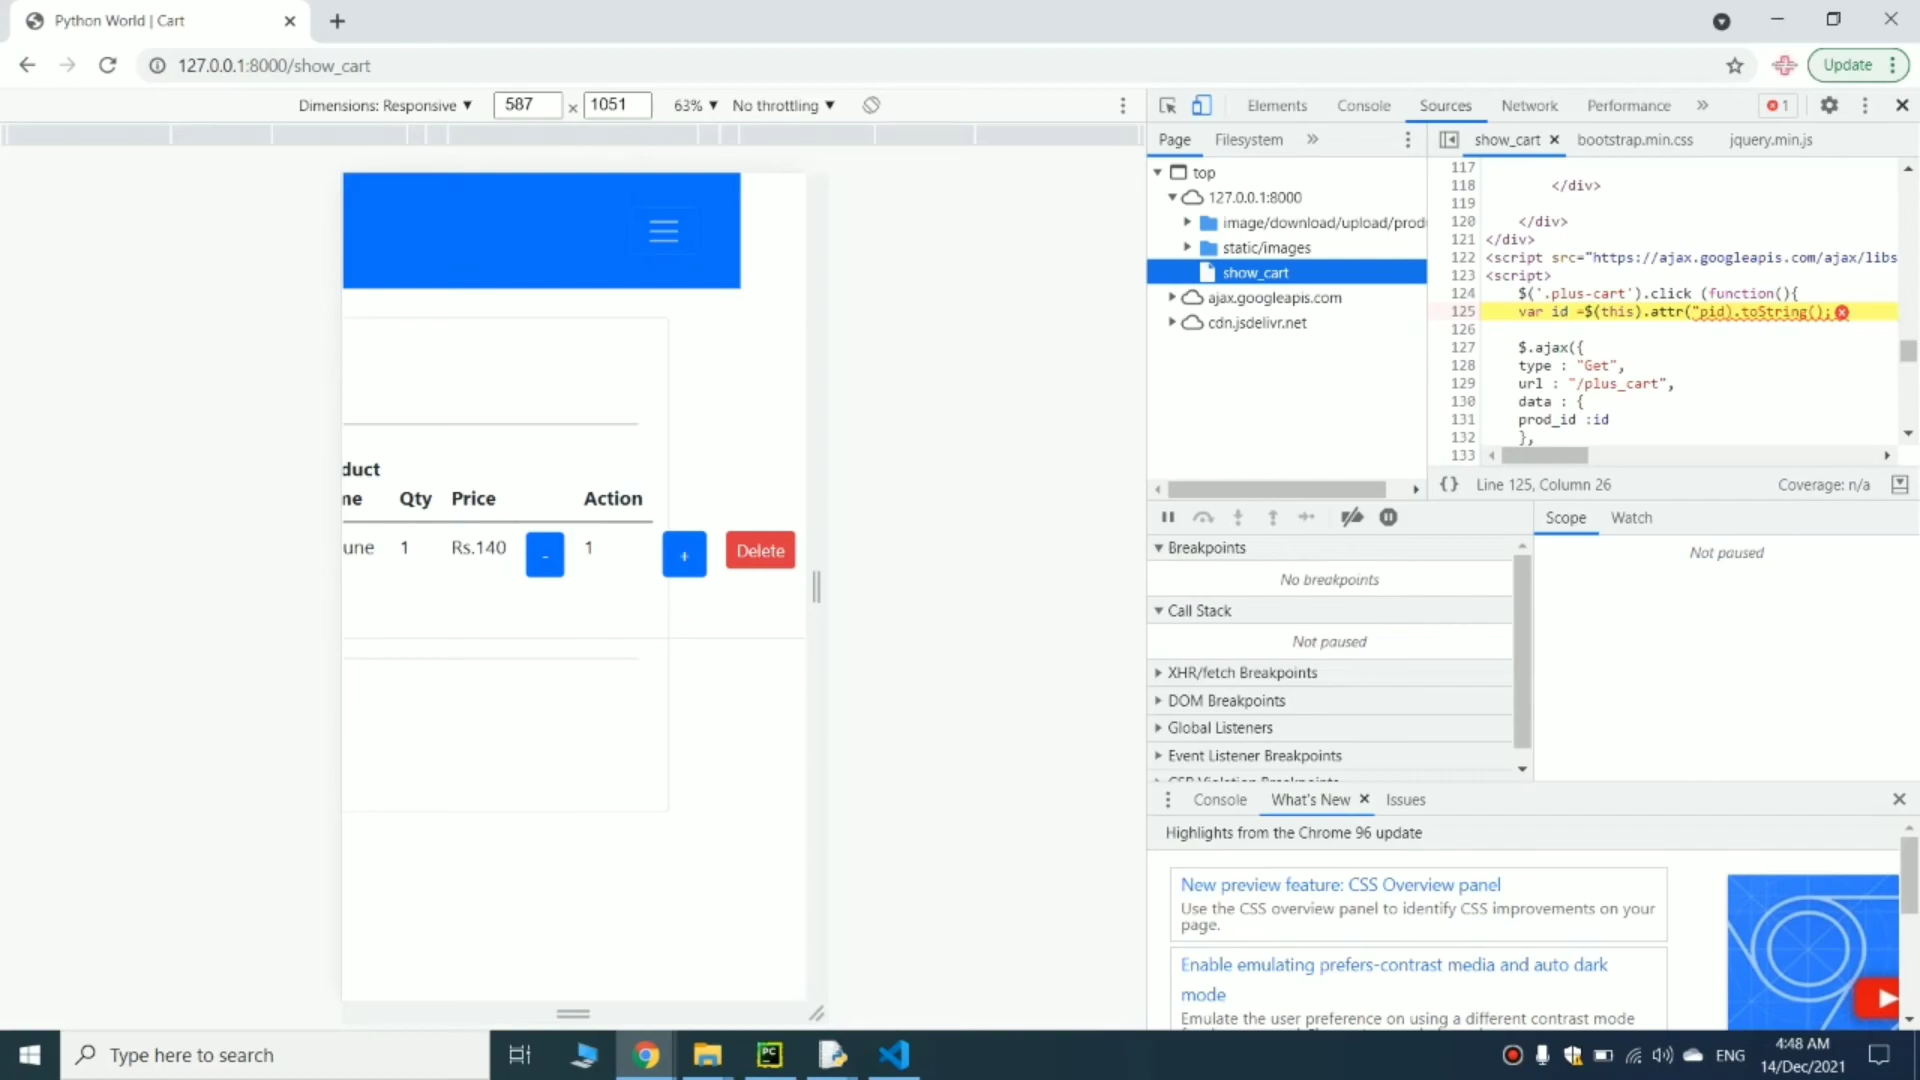 Python World | Cart
127.0.0.1:8000/show_cart
Update
Dimensions: Responsive ▼ 587 × 1051 63% ▼ No throttling ▼
Elements Console Sources Network Performance » 1
Page Filesystem »
show_cart × bootstrap.min.css jquery.min.js
top
127.0.0.1:8000
image/download/upload/prod
static/images
show_cart
ajax.googleapis.com
cdn.jsdelivr.net
117
118 </div>
119
120 </div>
121 </div>
122 <script src="https://ajax.googleapis.com/ajax/libs
123 <script>
124 $('.plus-cart').click (function(){
125 var id =$(this).attr("pid).toString();
126
127 $.ajax({
128 type : "Get",
129 url : "/plus_cart",
130 data : {
131 prod_id :id
132 },
133
{} Line 125, Column 26 Coverage: n/a
duct
ne Qty Price Action
une 1 Rs.140 - 1 + Delete
Scope Watch
Not paused
Breakpoints
No breakpoints
Call Stack
Not paused
XHR/fetch Breakpoints
DOM Breakpoints
Global Listeners
Event Listener Breakpoints
CSP Violation Breakpoints
Console What's New × Issues
Highlights from the Chrome 96 update
New preview feature: CSS Overview panel
Use the CSS overview panel to identify CSS improvements on your
page.
Enable emulating prefers-contrast media and auto dark
mode
Emulate the user preference on using a different contrast mode
Type here to search
PC
ENG
4:48 AM
14/Dec/2021